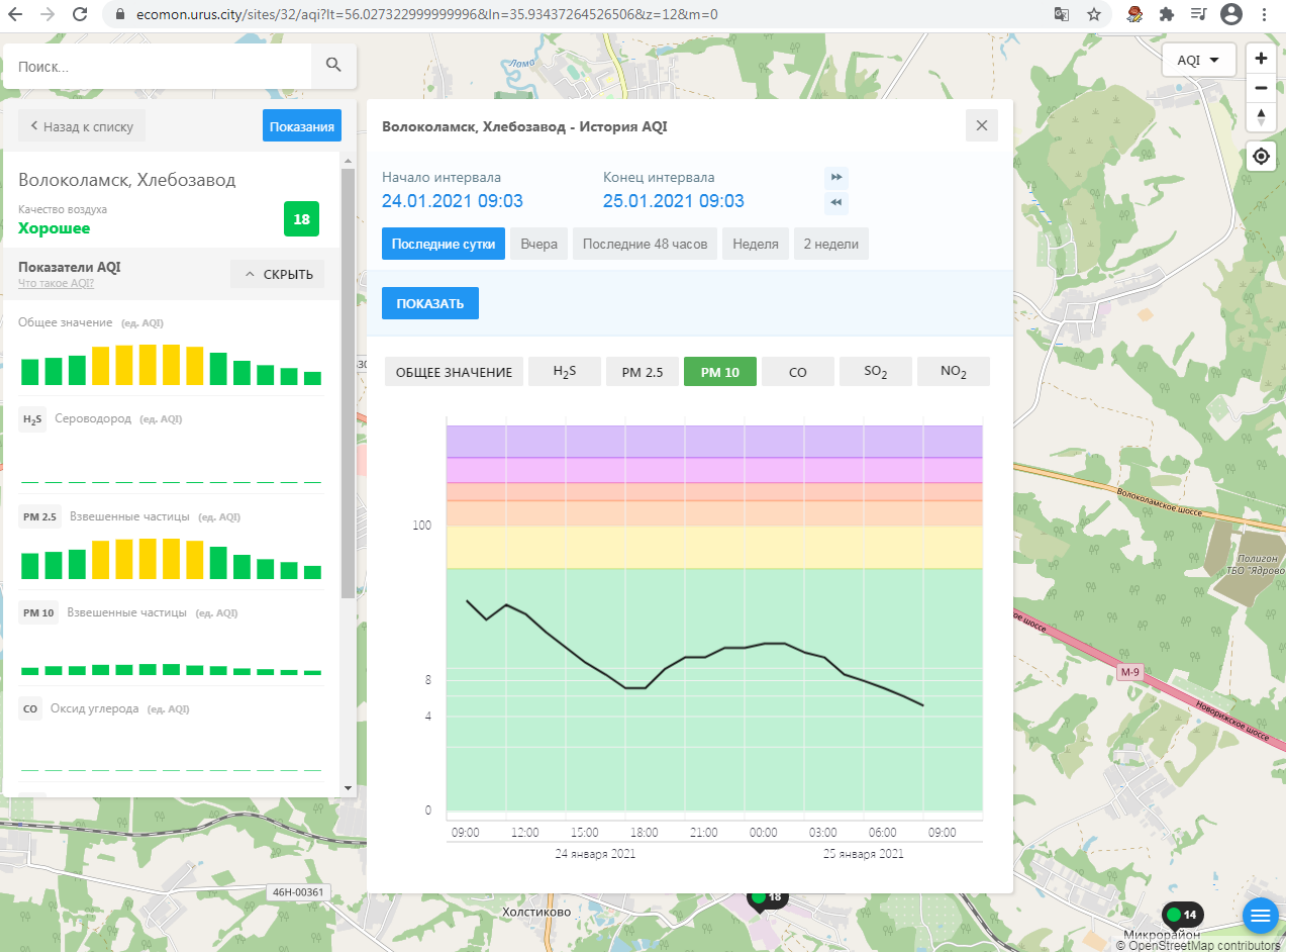 ecomon.urus.city/sites/32/aqi?lt=56.027322999999996&ln=35.93437264526506&z=12&m=0
Поиск...
AQI
+
−
Назад к списку
Показания
Волоколамск, Хлебозавод
Качество воздуха
Хорошее
18
Показатели AQI
Что такое AQI?
СКРЫТЬ
Общее значение (ед. AQI)
H₂S Сероводород (ед. AQI)
PM 2.5 Взвешенные частицы (ед. AQI)
PM 10 Взвешенные частицы (ед. AQI)
CO Оксид углерода (ед. AQI)
Волоколамск, Хлебозавод - История AQI
Начало интервала
24.01.2021 09:03
Конец интервала
25.01.2021 09:03
Последние сутки
Вчера
Последние 48 часов
Неделя
2 недели
ПОКАЗАТЬ
ОБЩЕЕ ЗНАЧЕНИЕ
H₂S
PM 2.5
PM 10
CO
SO₂
NO₂
100
8
4
0
09:00 12:00 15:00 18:00 21:00 00:00 03:00 06:00 09:00
24 января 2021 25 января 2021
Лама
Волоколамское шоссе
Полигон
ТБО "Ядрово
М-9
Новорижское шоссе
ое шоссе
46Н-00361
Холстиково
18
14
Микрорайон
© OpenStreetMap contributors